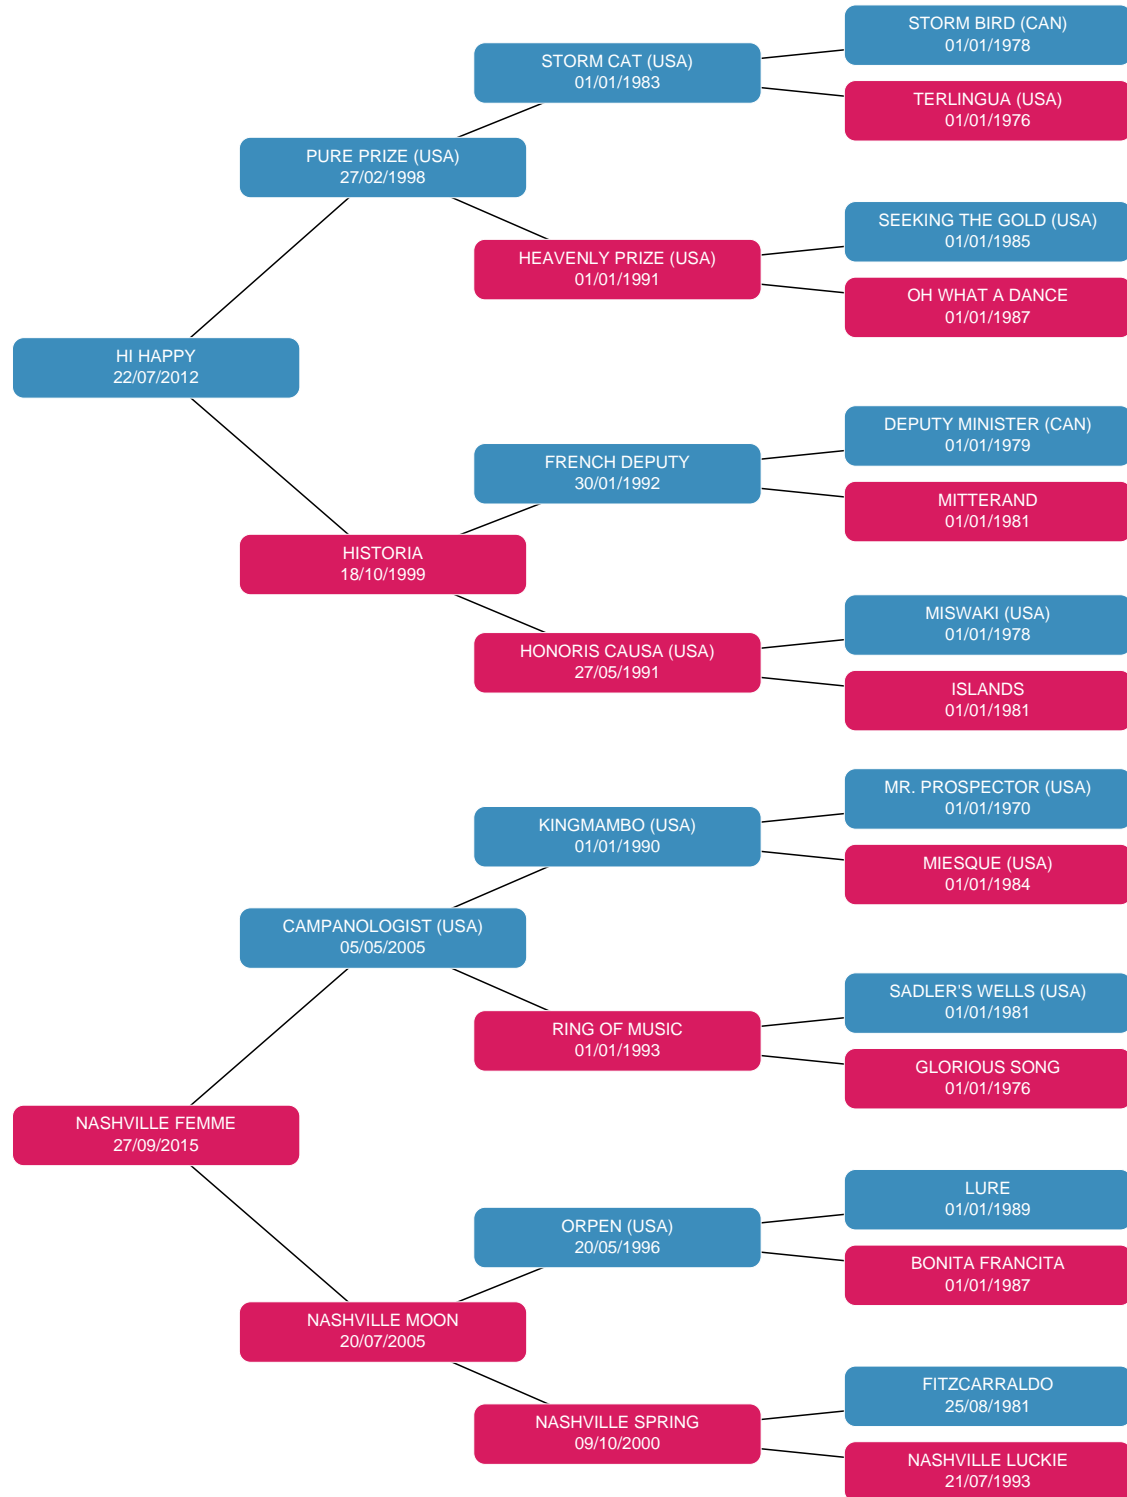 STORM BIRD (CAN)
01/01/1978
STORM CAT (USA)
01/01/1983
TERLINGUA (USA)
01/01/1976
PURE PRIZE (USA)
27/02/1998
SEEKING THE GOLD (USA)
01/01/1985
HEAVENLY PRIZE (USA)
01/01/1991
OH WHAT A DANCE
01/01/1987
HI HAPPY
22/07/2012
DEPUTY MINISTER (CAN)
01/01/1979
FRENCH DEPUTY
30/01/1992
MITTERAND
01/01/1981
HISTORIA
18/10/1999
MISWAKI (USA)
01/01/1978
HONORIS CAUSA (USA)
27/05/1991
ISLANDS
01/01/1981
MR. PROSPECTOR (USA)
01/01/1970
KINGMAMBO (USA)
01/01/1990
MIESQUE (USA)
01/01/1984
CAMPANOLOGIST (USA)
05/05/2005
SADLER'S WELLS (USA)
01/01/1981
RING OF MUSIC
01/01/1993
GLORIOUS SONG
01/01/1976
NASHVILLE FEMME
27/09/2015
LURE
01/01/1989
ORPEN (USA)
20/05/1996
BONITA FRANCITA
01/01/1987
NASHVILLE MOON
20/07/2005
FITZCARRALDO
25/08/1981
NASHVILLE SPRING
09/10/2000
NASHVILLE LUCKIE
21/07/1993